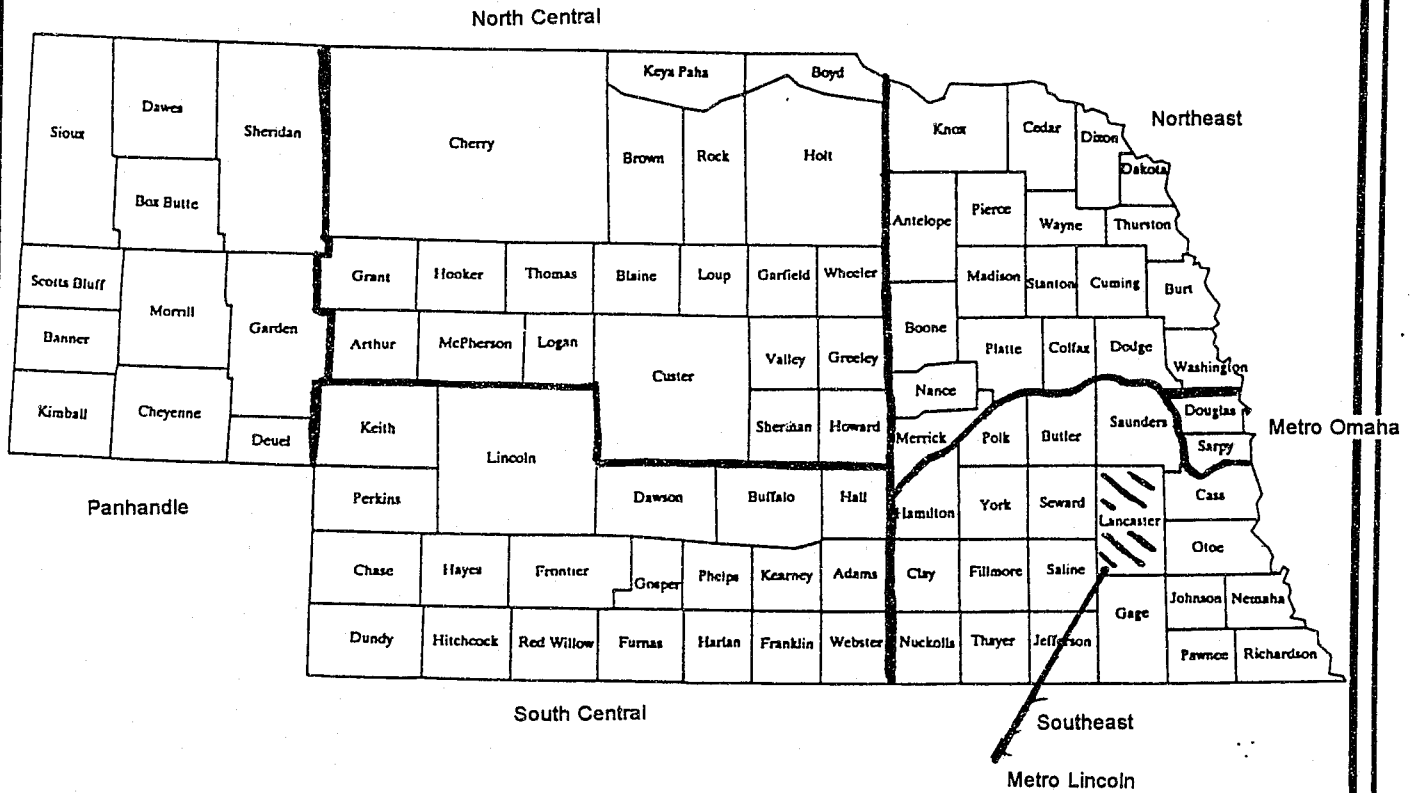 North Central
Keya Paha
Boyd
Dawes
Northeast
Sioux
Sheridan
Cherry
Knox
Cedar
Dixon
Brown
Rock
Holt
Dakota
Box Butte
Antelope
Pierce
Wayne
Thurston
Scotts Bluff
Grant
Hooker
Thomas
Blaine
Loup
Garfield
Wheeler
Madison
Stanton
Cuming
Burt
Morrill
Garden
Banner
Arthur
McPherson
Logan
Boone
Platte
Colfax
Dodge
Custer
Valley
Greeley
Washington
Kimball
Cheyenne
Nance
Douglas
Keith
Sherman
Howard
Merrick
Polk
Butler
Saunders
Metro Omaha
Deuel
Lincoln
Sarpy
Panhandle
Perkins
Dawson
Buffalo
Hall
Hamilton
York
Seward
Lancaster
Cass
Otoe
Chase
Hayes
Frontier
Gosper
Phelps
Kearney
Adams
Clay
Fillmore
Saline
Gage
Johnson
Nemaha
Dundy
Hitchcock
Red Willow
Furnas
Harlan
Franklin
Webster
Nuckolls
Thayer
Jefferson
Pawnee
Richardson
South Central
Southeast
Metro Lincoln